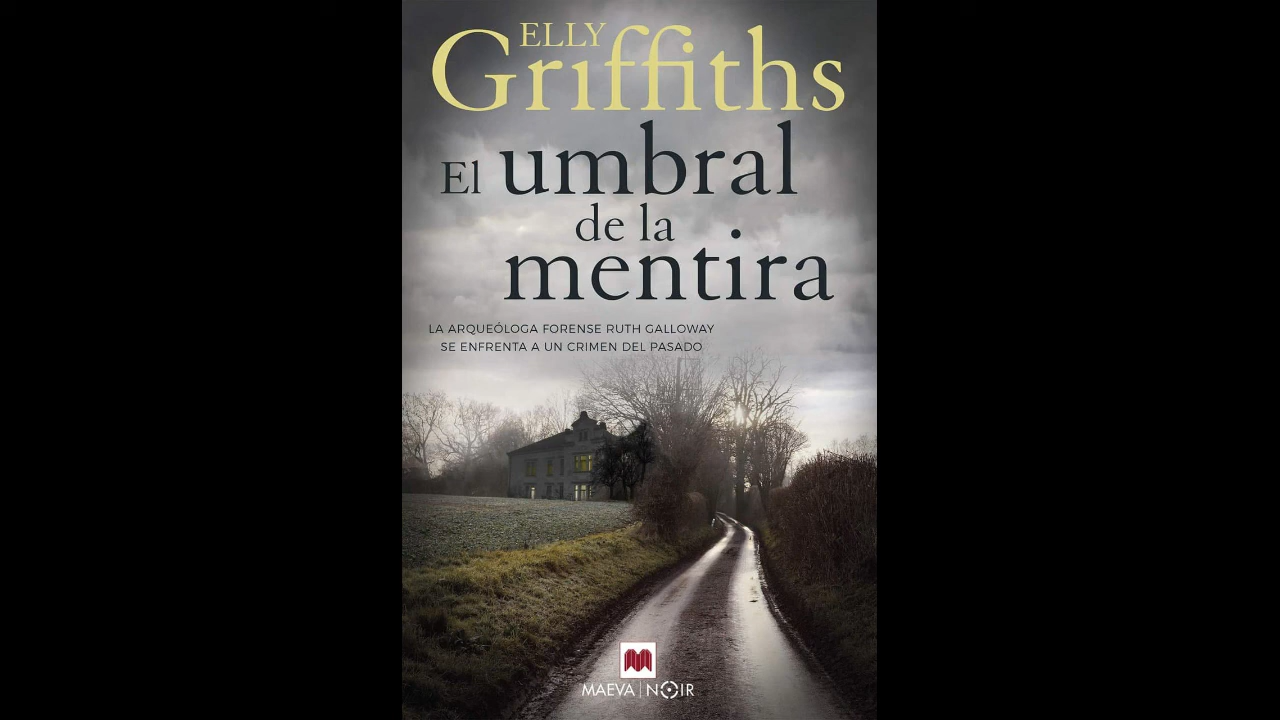 ELLY
Griffiths
El umbral
de la
mentira
LA ARQUEÓLOGA FORENSE RUTH GALLOWAY
SE ENFRENTA A UN CRIMEN DEL PASADO
MAEVA | NOIR